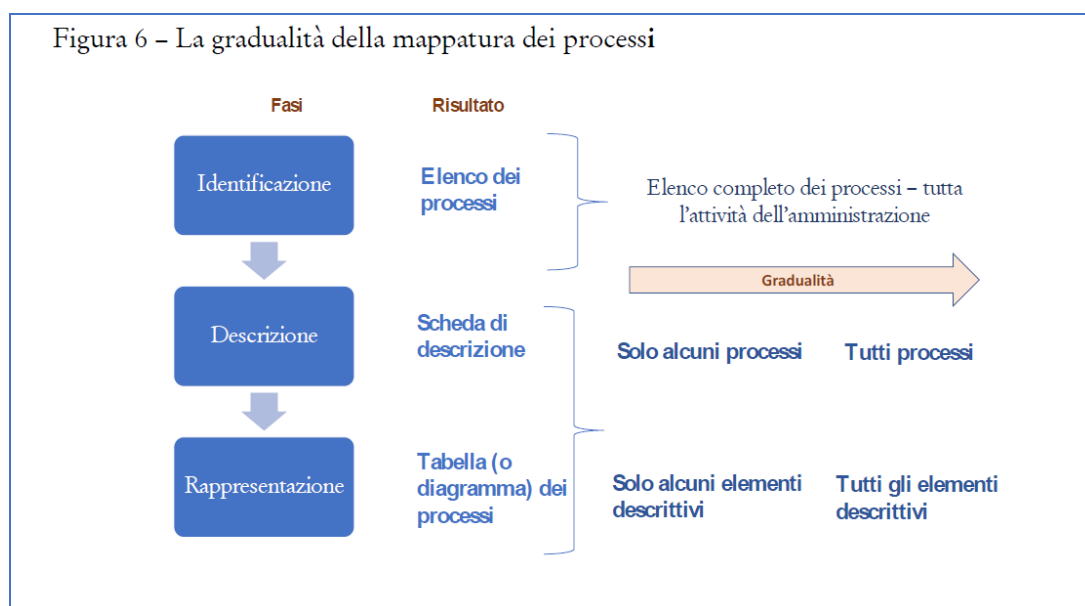 Figura 6 – La gradualità della mappatura dei processi
Fasi
Risultato
Identificazione
Elenco dei
processi
Elenco completo dei processi – tutta
l'attività dell'amministrazione
Gradualità
Descrizione
Scheda di
descrizione
Solo alcuni processi
Tutti processi
Rappresentazione
Tabella (o
diagramma) dei
processi
Solo alcuni elementi
descrittivi
Tutti gli elementi
descrittivi